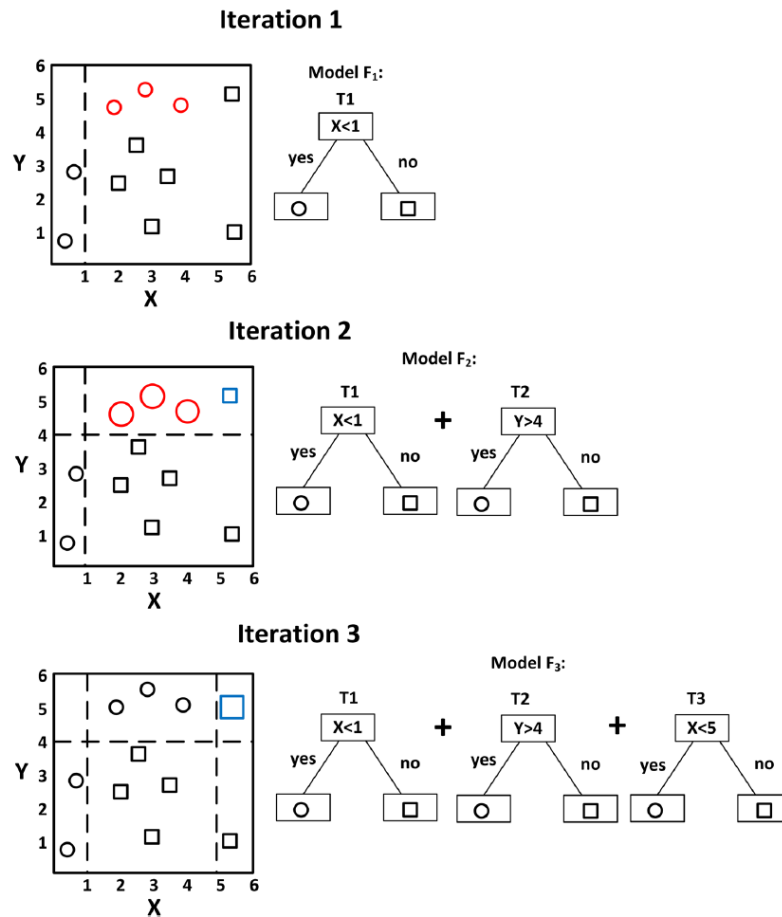 Iteration 1
Model F₁:
T1
X<1
yes
no
6
5
4
3
2
1
Y
1 2 3 4 5 6
X
Iteration 2
Model F₂:
T1
X<1
yes
no
+
T2
Y>4
yes
no
6
5
4
3
2
1
Y
1 2 3 4 5 6
X
Iteration 3
Model F₃:
T1
X<1
yes
no
+
T2
Y>4
yes
no
+
T3
X<5
yes
no
6
5
4
3
2
1
Y
1 2 3 4 5 6
X